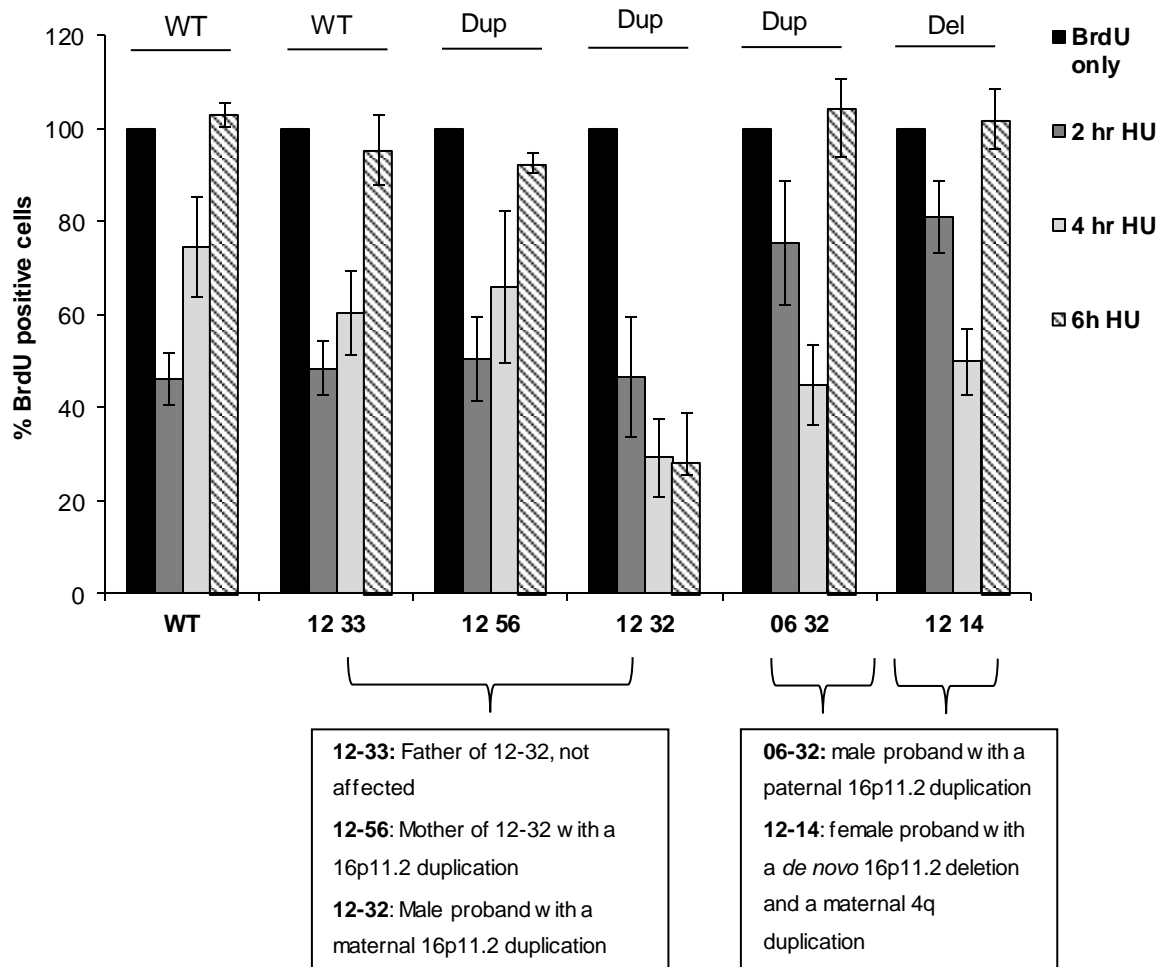 WT WT Dup Dup Dup Del
120
100
80
60
40
20
0
% BrdU positive cells
BrdU only
2 hr HU
4 hr HU
6h HU
WT 12 33 12 56 12 32 06 32 12 14
12-33: Father of 12-32, not
affected
12-56: Mother of 12-32 with a
16p11.2 duplication
12-32: Male proband with a
maternal 16p11.2 duplication
06-32: male proband with a
paternal 16p11.2 duplication
12-14: female proband with
a de novo 16p11.2 deletion
and a maternal 4q
duplication